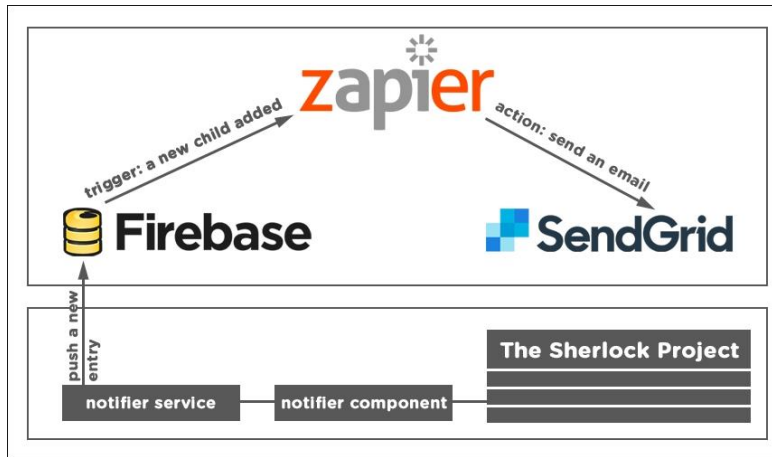 zapier
trigger: a new child added
action: send an email
Firebase
SendGrid
push a new
entry
The Sherlock Project
notifier service
notifier component